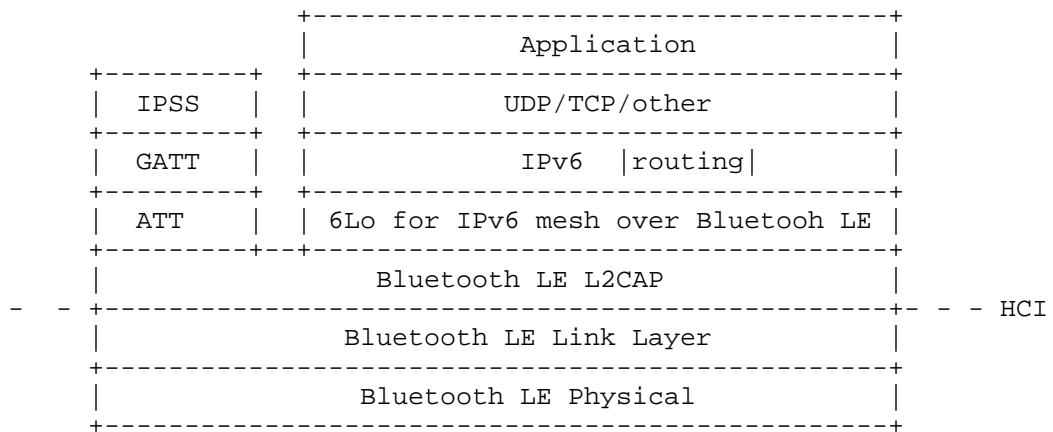 Application
IPSS UDP/TCP/other
GATT IPv6 |routing|
ATT 6Lo for IPv6 mesh over Bluetooh LE
Bluetooth LE L2CAP
HCI
Bluetooth LE Link Layer
Bluetooth LE Physical